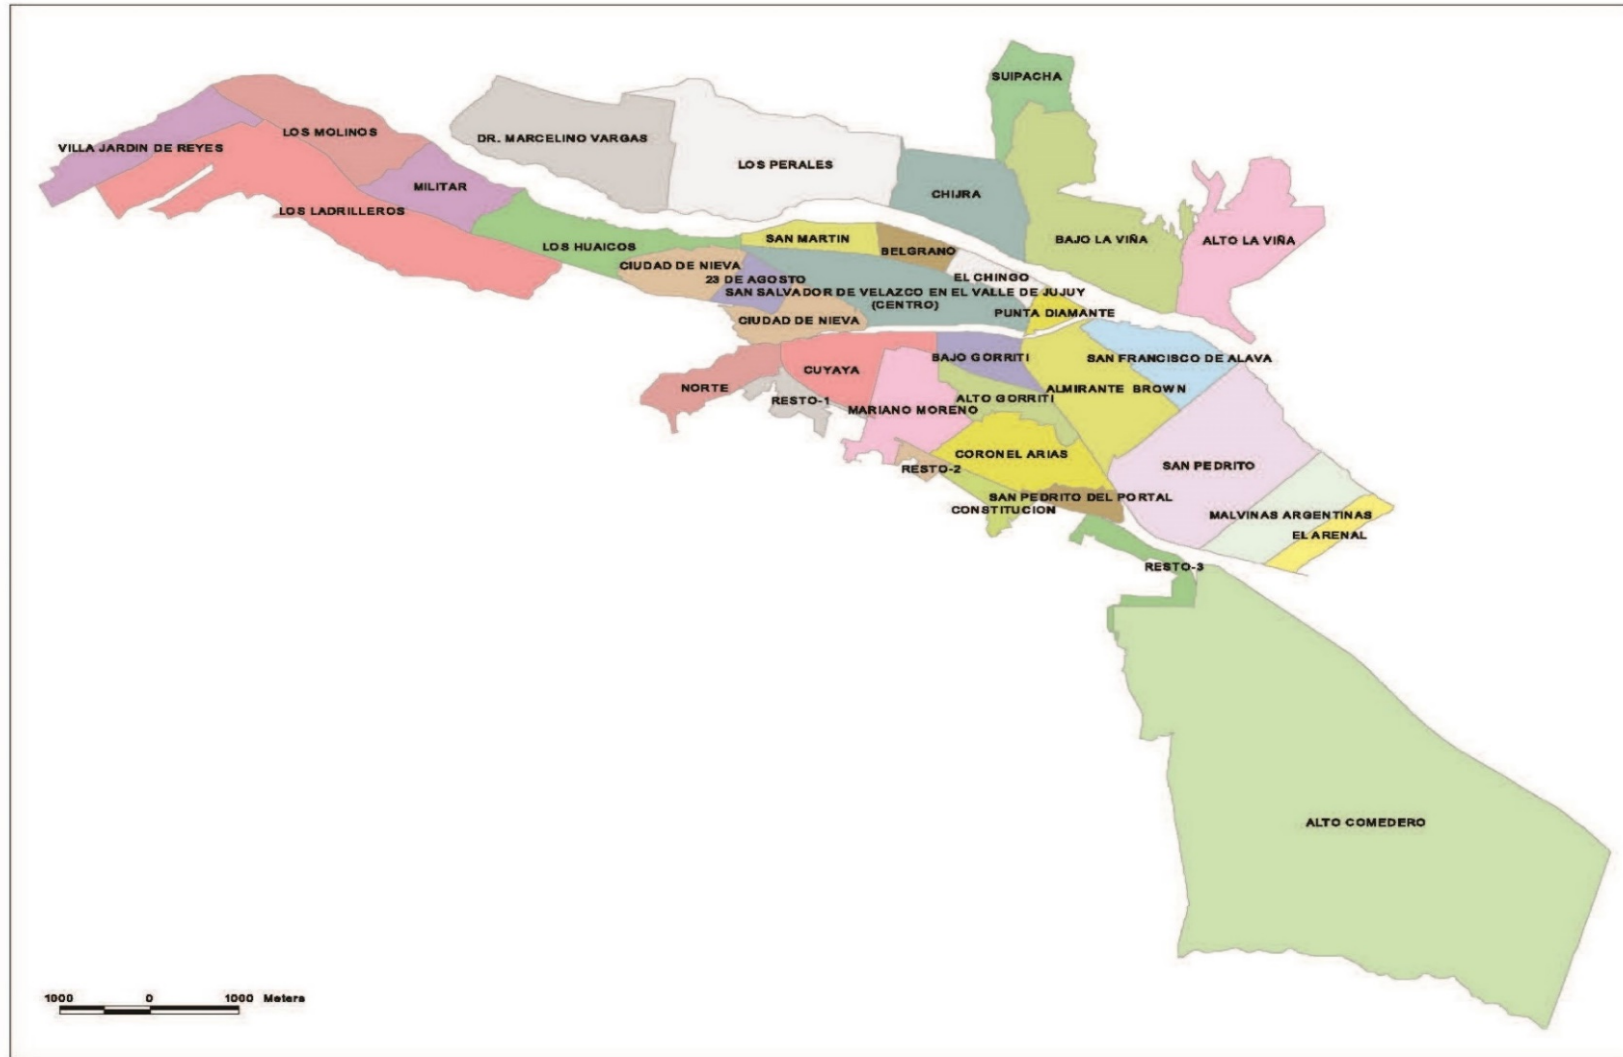 SUIPACHA
LOS MOLINOS
DR. MARCELINO VARGAS
VILLA JARDIN DE REYES
LOS PERALES
MILITAR
CHIJRA
LOS LADRILLEROS
SAN MARTIN
BAJO LA VIÑA
ALTO LA VIÑA
LOS HUAICOS
BELGRANO
CIUDAD DE NIEVA
23 DE AGOSTO
EL CHINGO
SAN SALVADOR DE VELAZCO EN EL VALLE DE JUJUY
(CENTRO)
PUNTA DIAMANTE
CIUDAD DE NIEVA
BAJO GORRITI
SAN FRANCISCO DE ALAVA
CUYAYA
NORTE
ALMIRANTE BROWN
RESTO-1
ALTO GORRITI
MARIANO MORENO
CORONEL ARIAS
SAN PEDRITO
RESTO-2
SAN PEDRITO DEL PORTAL
CONSTITUCION
MALVINAS ARGENTINAS
EL ARENAL
RESTO-3
ALTO COMEDERO
1000 0 1000 Meters